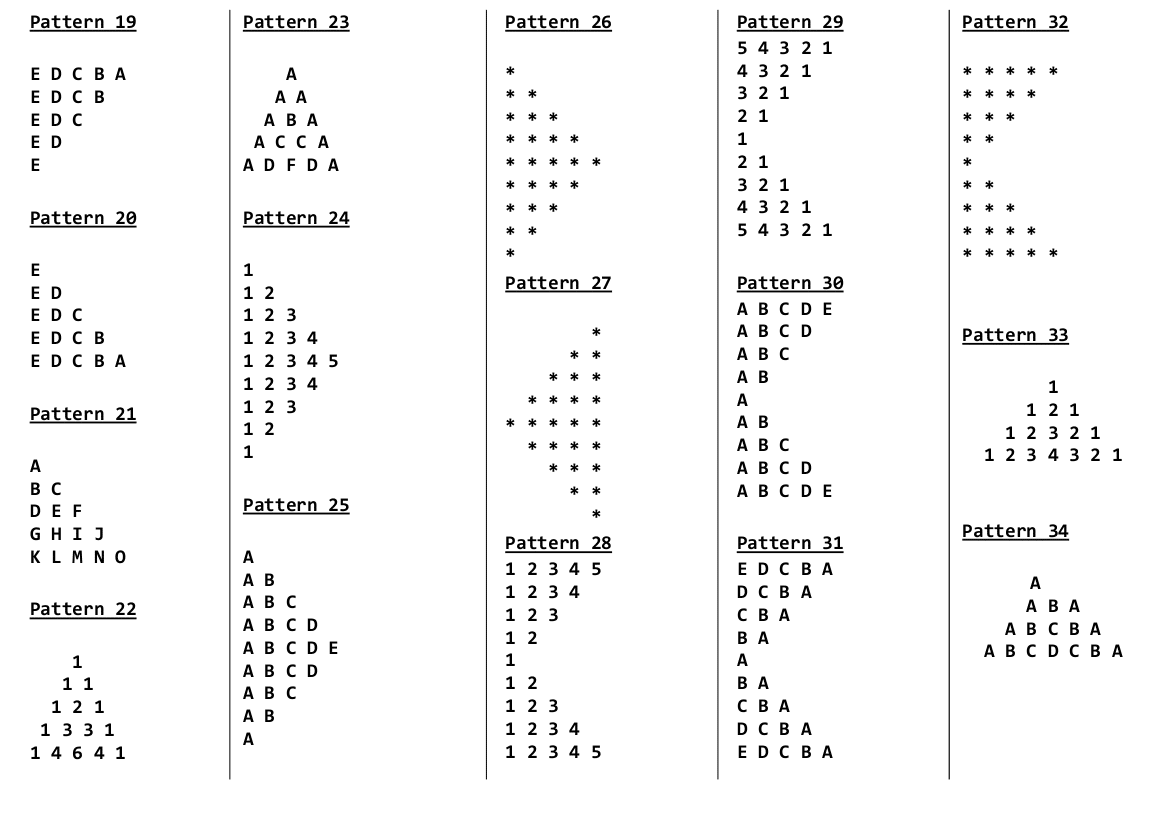 Pattern 19
E D C B A
E D C B
E D C
E D
E
Pattern 20
E
E D
E D C
E D C B
E D C B A
Pattern 21
A
B C
D E F
G H I J
K L M N O
Pattern 22
1
1 1
1 2 1
1 3 3 1
1 4 6 4 1
Pattern 23
A
A A
A B A
A C C A
A D F D A
Pattern 24
1
1 2
1 2 3
1 2 3 4
1 2 3 4 5
1 2 3 4
1 2 3
1 2
1
Pattern 25
A
A B
A B C
A B C D
A B C D E
A B C D
A B C
A B
A
Pattern 26
*
* *
* * *
* * * *
* * * * *
* * * *
* * *
* *
*
Pattern 27
*
* *
* * *
* * * *
* * * * *
* * * *
* * *
* *
*
Pattern 28
1 2 3 4 5
1 2 3 4
1 2 3
1 2
1
1 2
1 2 3
1 2 3 4
1 2 3 4 5
Pattern 29
5 4 3 2 1
4 3 2 1
3 2 1
2 1
1
2 1
3 2 1
4 3 2 1
5 4 3 2 1
Pattern 30
A B C D E
A B C D
A B C
A B
A
A B
A B C
A B C D
A B C D E
Pattern 31
E D C B A
D C B A
C B A
B A
A
B A
C B A
D C B A
E D C B A
Pattern 32
* * * * *
* * * *
* * *
* *
*
* *
* * *
* * * *
* * * * *
Pattern 33
1
1 2 1
1 2 3 2 1
1 2 3 4 3 2 1
Pattern 34
A
A B A
A B C B A
A B C D C B A